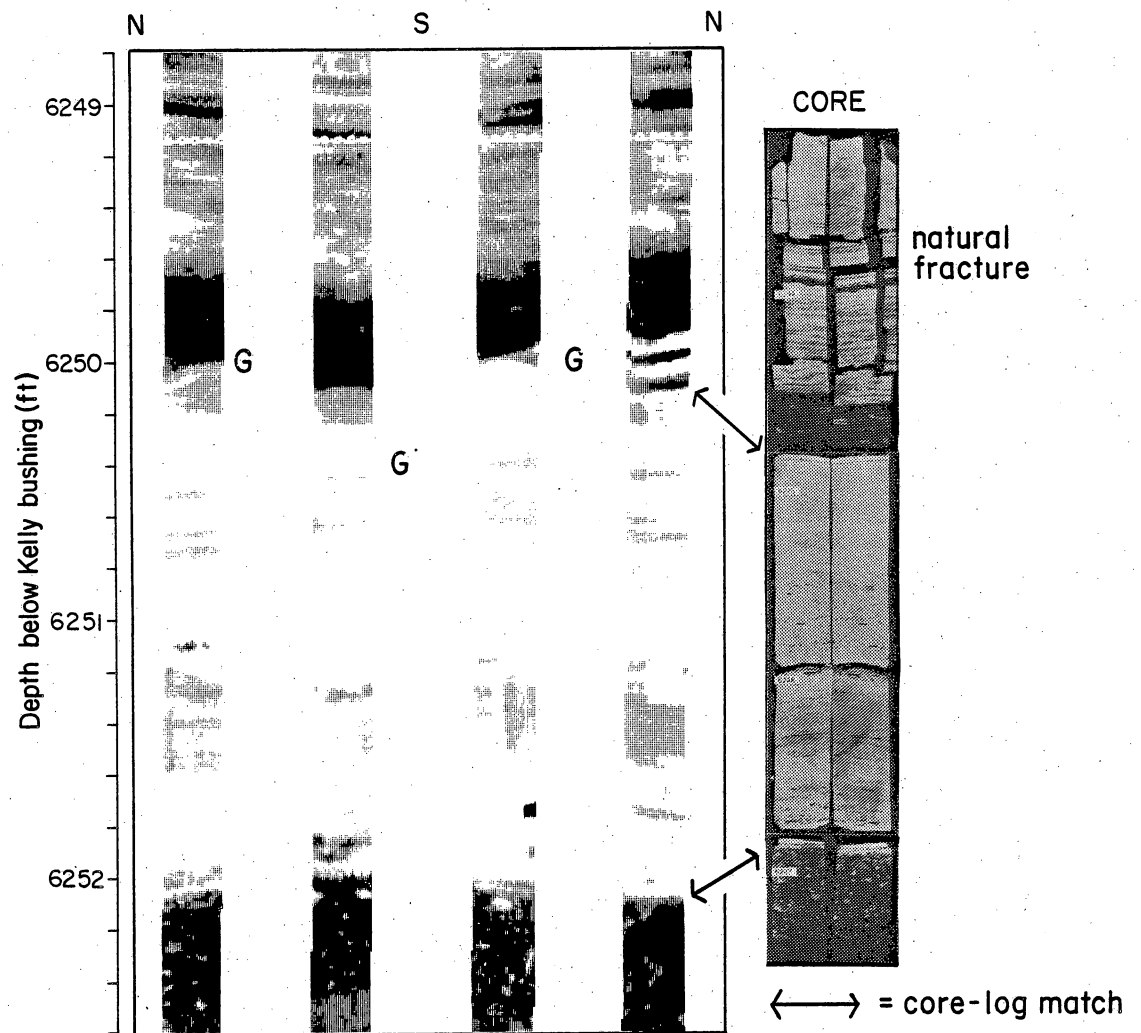 N S N
6249
CORE
natural
fracture
6250
G G
G
Depth below Kelly bushing (ft)
6251
6252
= core-log match